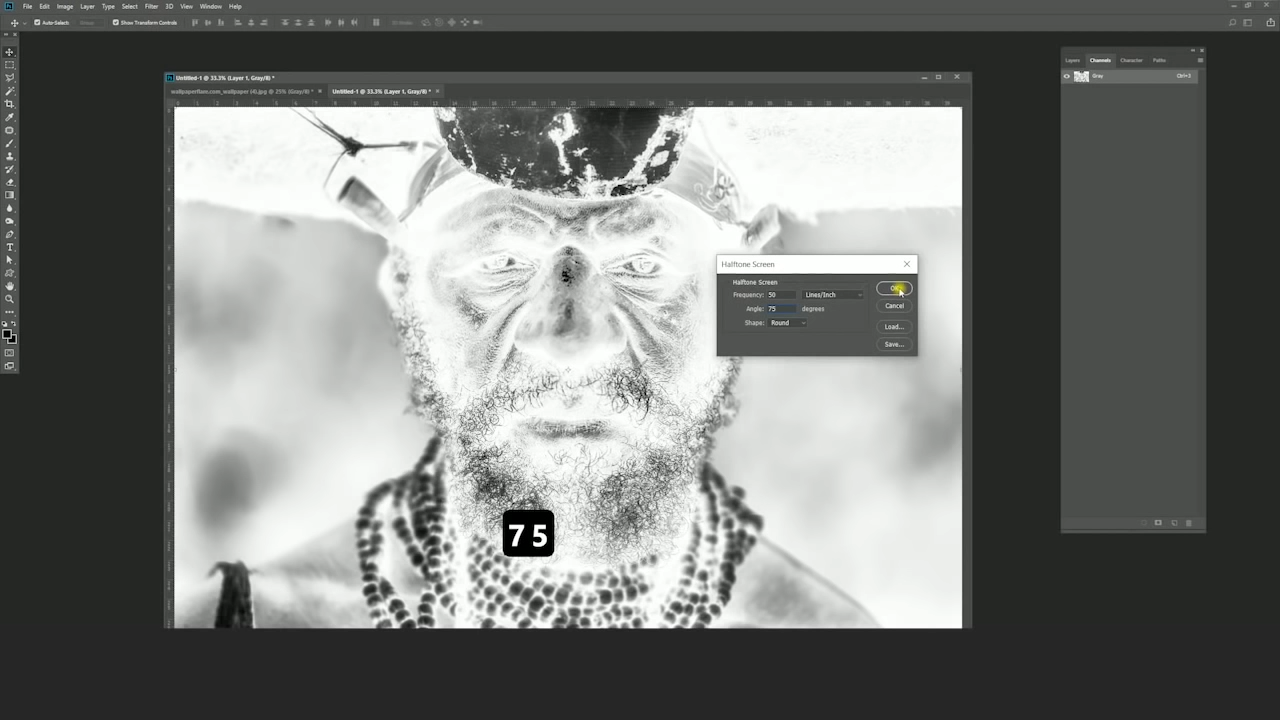 File Edit Image Layer Type Select Filter 3D View Window Help
Auto-Select: Show Transform Controls
Untitled-1 @ 33.3% (Layer 1, Gray/8) *
wallpaperflare.com_wallpaper (4).jpg @ 25% (Gray/8) * × Untitled-1 @ 33.3% (Layer 1, Gray/8) * ×
Layers Channels Character Paths
Gray Ctrl+3
Halftone Screen
Halftone Screen
Frequency: 50 Lines/Inch
Angle: 75 degrees
Shape: Round
Cancel
Load...
Save...
75